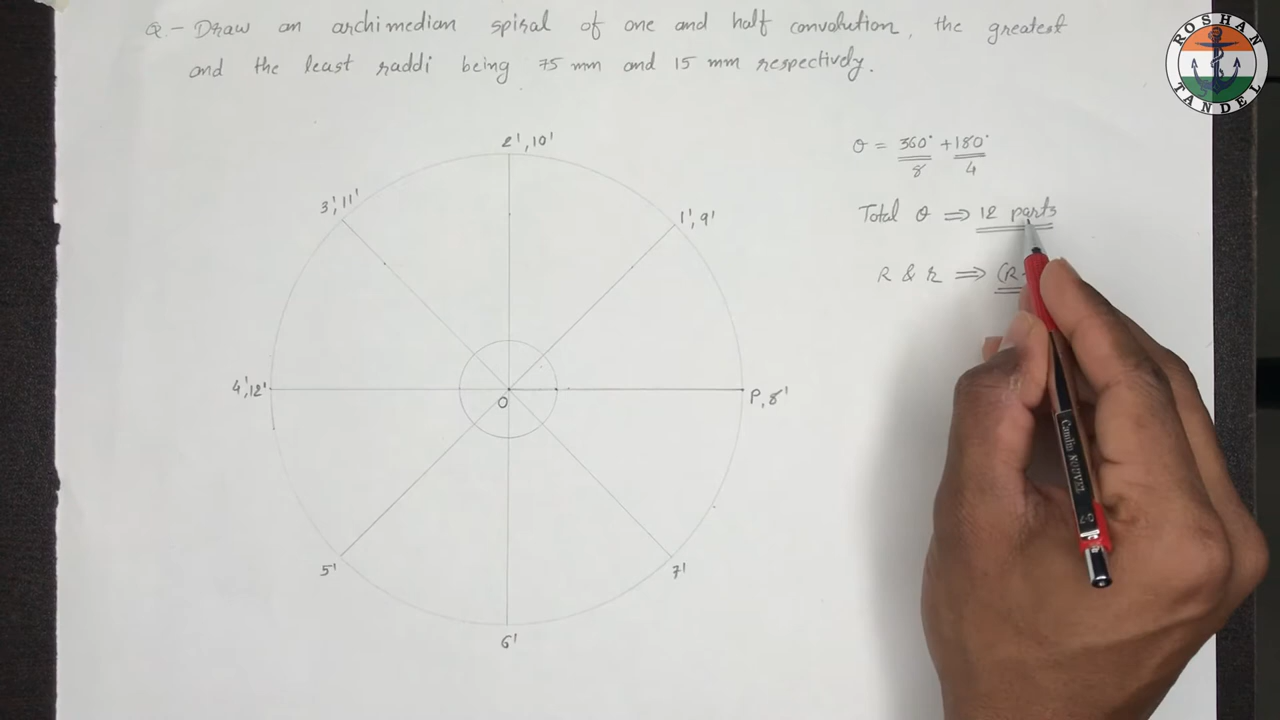 Q - Draw an archimedian spiral of one and half convolution, the greatest
and the least raddi being 75 mm and 15 mm respectively.
ROSHAN
TANDEL
θ = 360°/8 + 180°/4
Total θ ⇒ 12 parts
R & r ⇒ (R -
2',10'
3',11'
1',9'
4',12'
O
P,8'
5'
7'
6'
Camlin NOUVEL